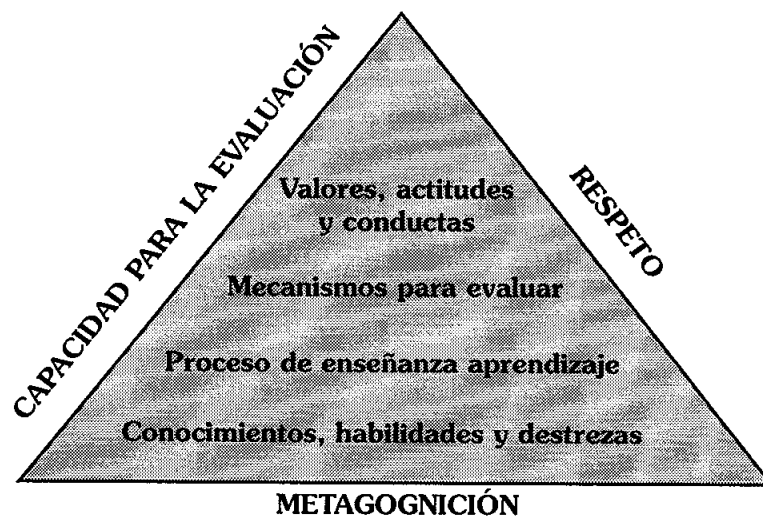 CAPACIDAD PARA LA EVALUACIÓN
RESPETO
Valores, actitudes
y conductas
Mecanismos para evaluar
Proceso de enseñanza aprendizaje
Conocimientos, habilidades y destrezas
METAGOGNICIÓN